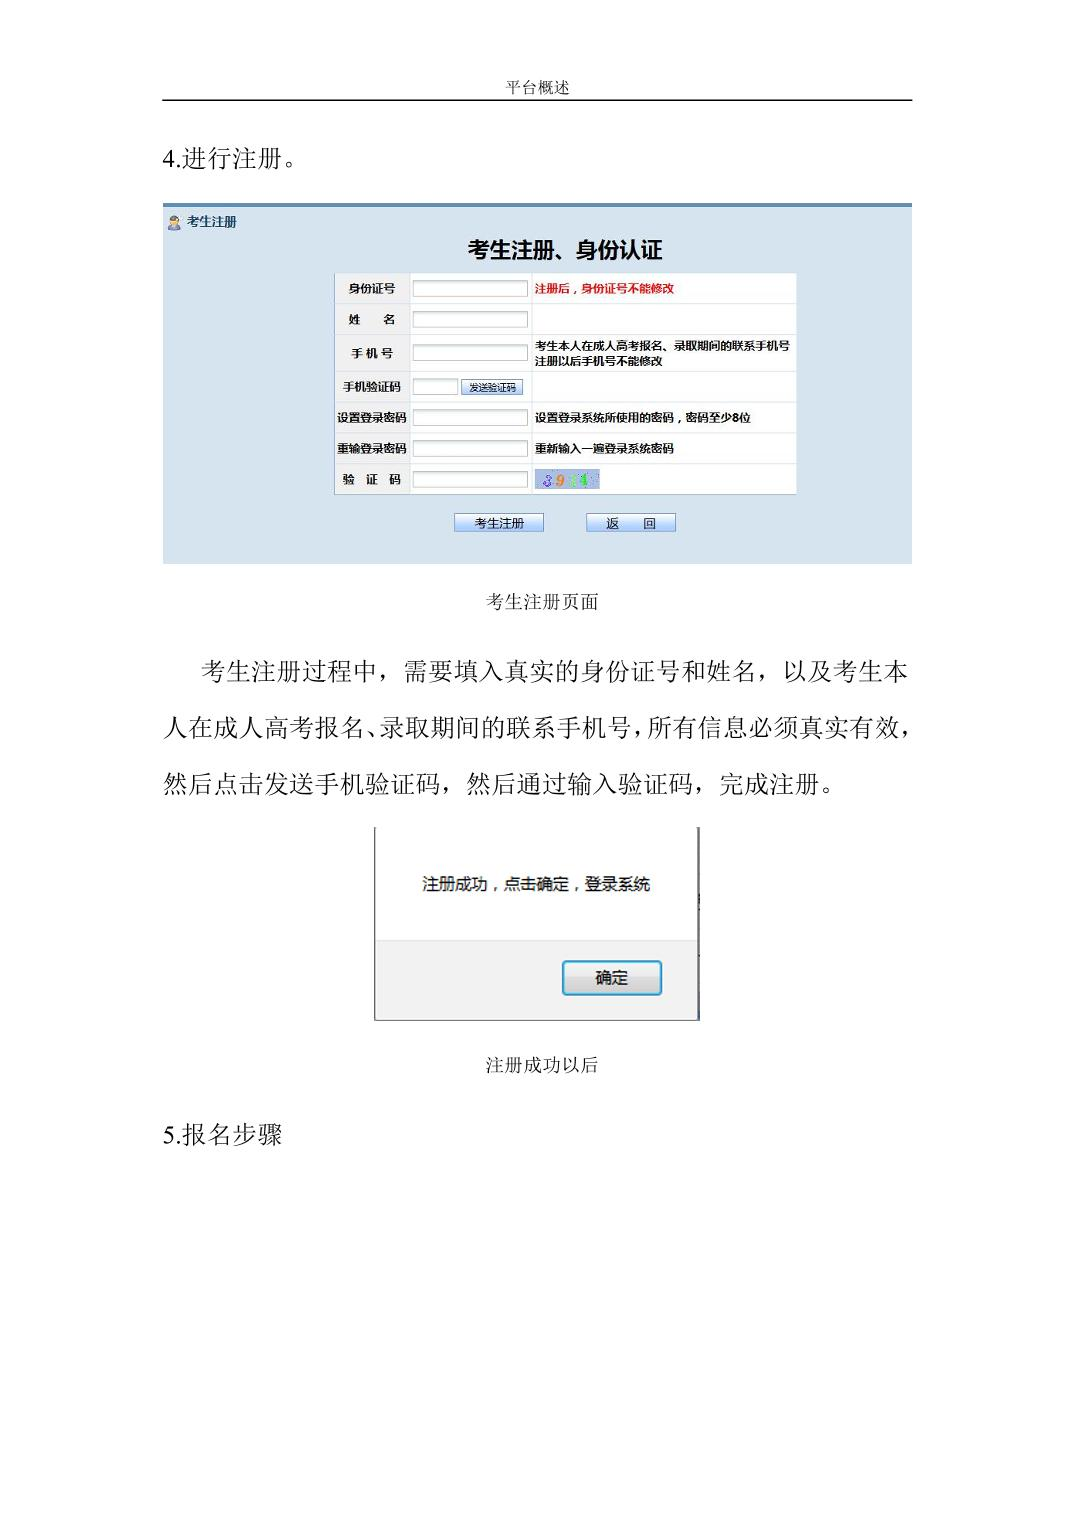 平台概述
4.进行注册。
考生注册
考生注册、身份认证
身份证号 注册后，身份证号不能修改
姓 名
手 机 号 考生本人在成人高考报名、录取期间的联系手机号
注册以后手机号不能修改
手机验证码 发送验证码
设置登录密码 设置登录系统所使用的密码，密码至少8位
重输登录密码 重新输入一遍登录系统密码
验 证 码
考生注册 返 回
考生注册页面
考生注册过程中，需要填入真实的身份证号和姓名，以及考生本
人在成人高考报名、录取期间的联系手机号，所有信息必须真实有效，
然后点击发送手机验证码，然后通过输入验证码，完成注册。
注册成功，点击确定，登录系统
确定
注册成功以后
5.报名步骤